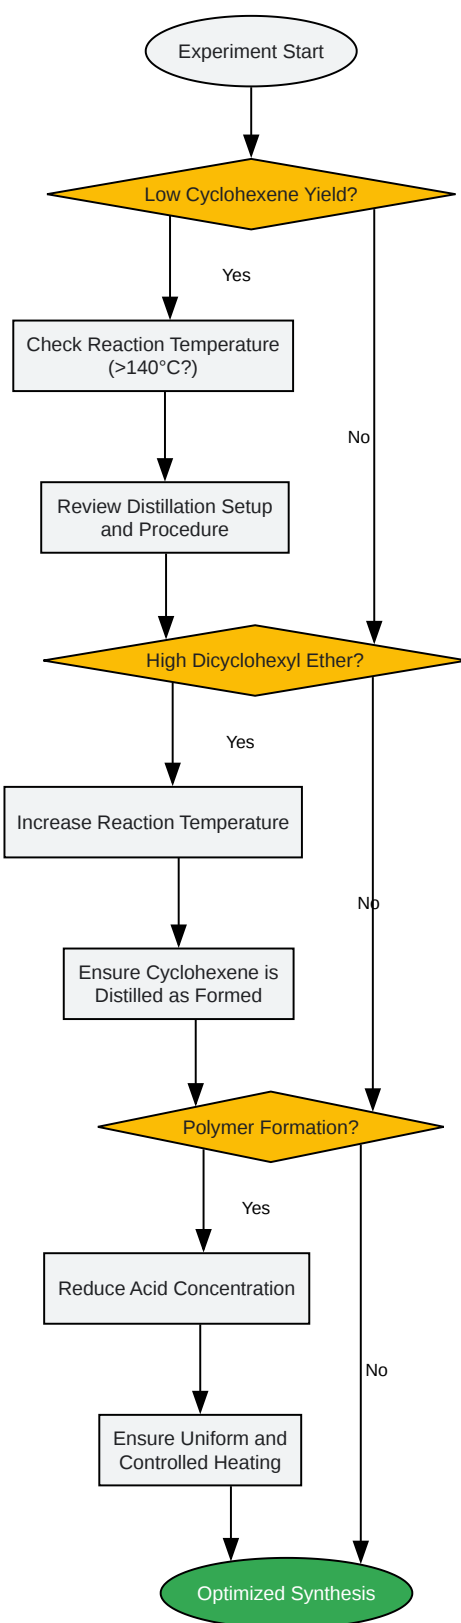 Experiment Start
Low Cyclohexene Yield?
Yes
Check Reaction Temperature
(>140°C?)
No
Review Distillation Setup
and Procedure
High Dicyclohexyl Ether?
Yes
Increase Reaction Temperature
No
Ensure Cyclohexene is
Distilled as Formed
Polymer Formation?
Yes
Reduce Acid Concentration
No
Ensure Uniform and
Controlled Heating
Optimized Synthesis